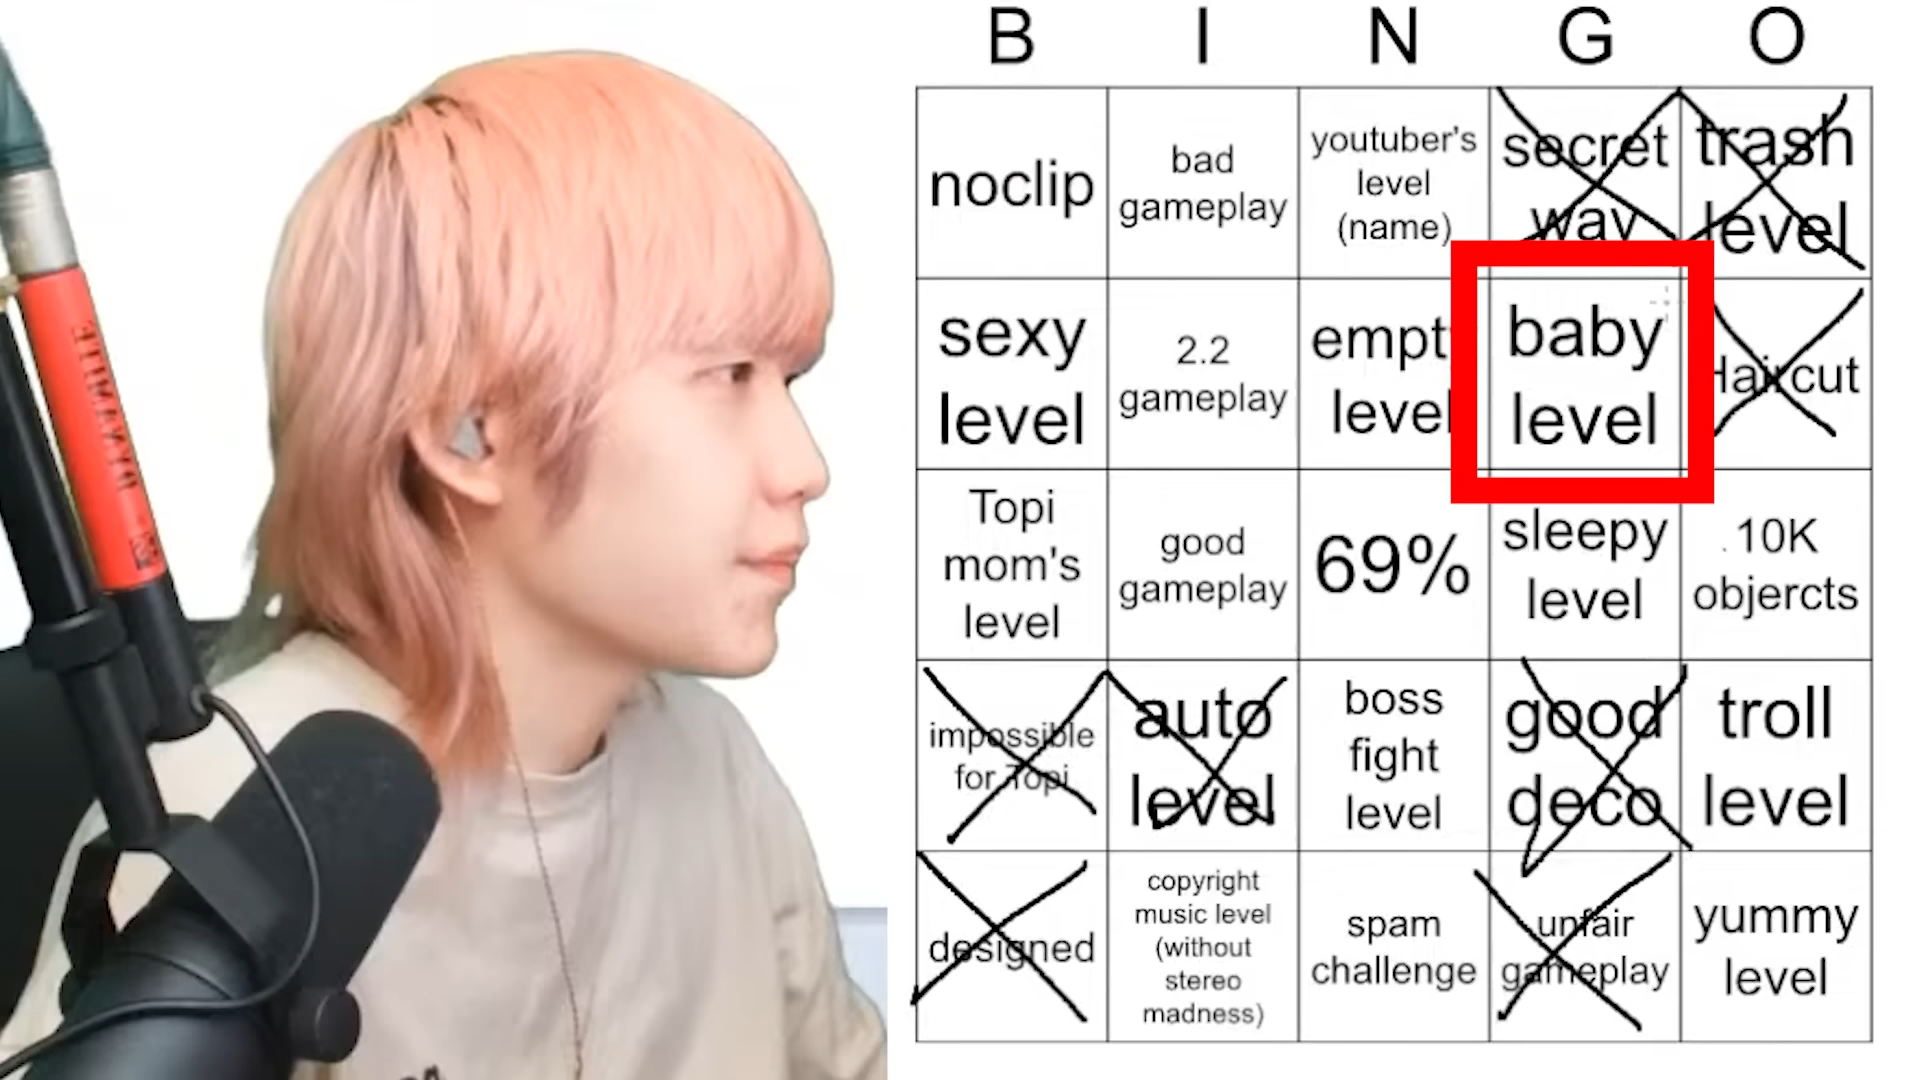 B I N G O
noclip
bad
gameplay
youtuber's
level
(name)
secret
way
trash
level
sexy
level
2.2
gameplay
empty
level
baby
level
Haircut
Topi
mom's
level
good
gameplay
69%
sleepy
level
10K
objercts
impossible
for Topi
auto
level
boss
fight
level
good
deco
troll
level
designed
copyright
music level
(without
stereo
madness)
spam
challenge
unfair
gameplay
yummy
level